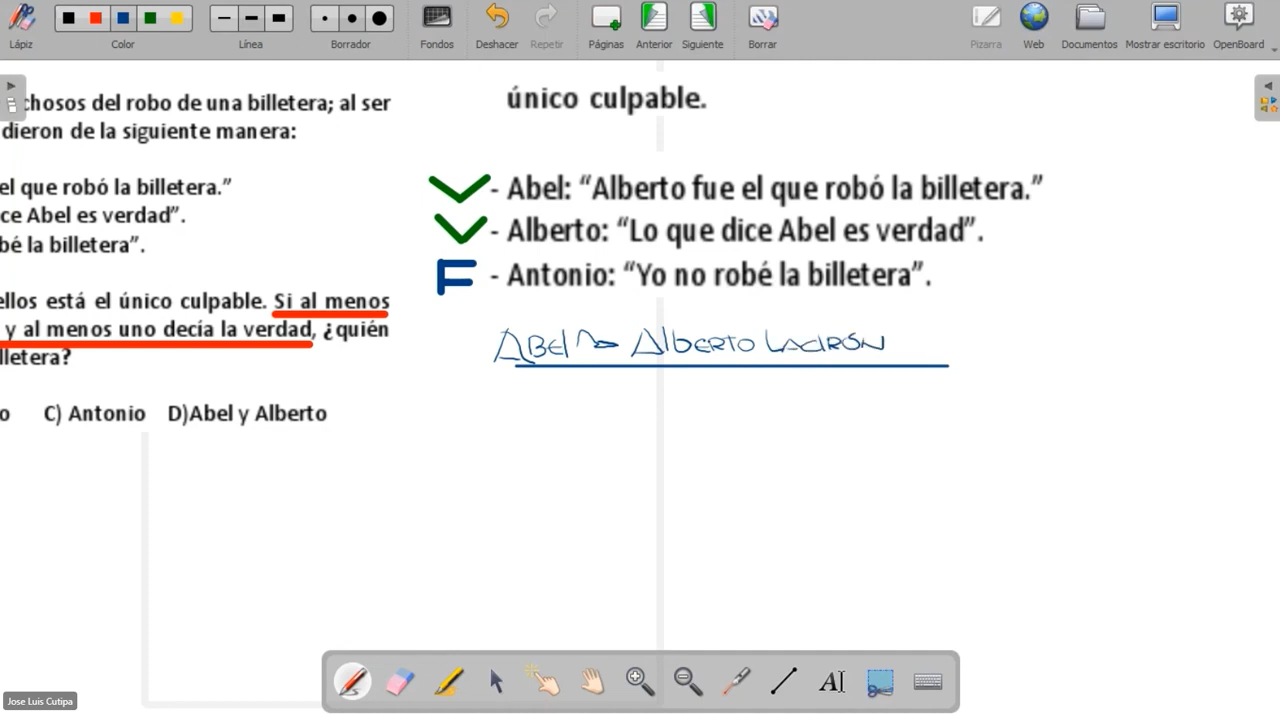 Lápiz Color Línea Borrador Fondos Deshacer Repetir Páginas Anterior Siguiente Borrar Pizarra Web Documentos Mostrar escritorio OpenBoard
chosos del robo de una billetera; al ser
dieron de la siguiente manera:
el que robó la billetera.”
ce Abel es verdad”.
bé la billetera”.
ellos está el único culpable. Si al menos
y al menos uno decía la verdad, ¿quién
lletera?
o C) Antonio D)Abel y Alberto
único culpable.
V - Abel: “Alberto fue el que robó la billetera.”
V - Alberto: “Lo que dice Abel es verdad”.
F - Antonio: “Yo no robé la billetera”.
ABEL Alberto Ladrón
AI
Jose Luis Cutipa